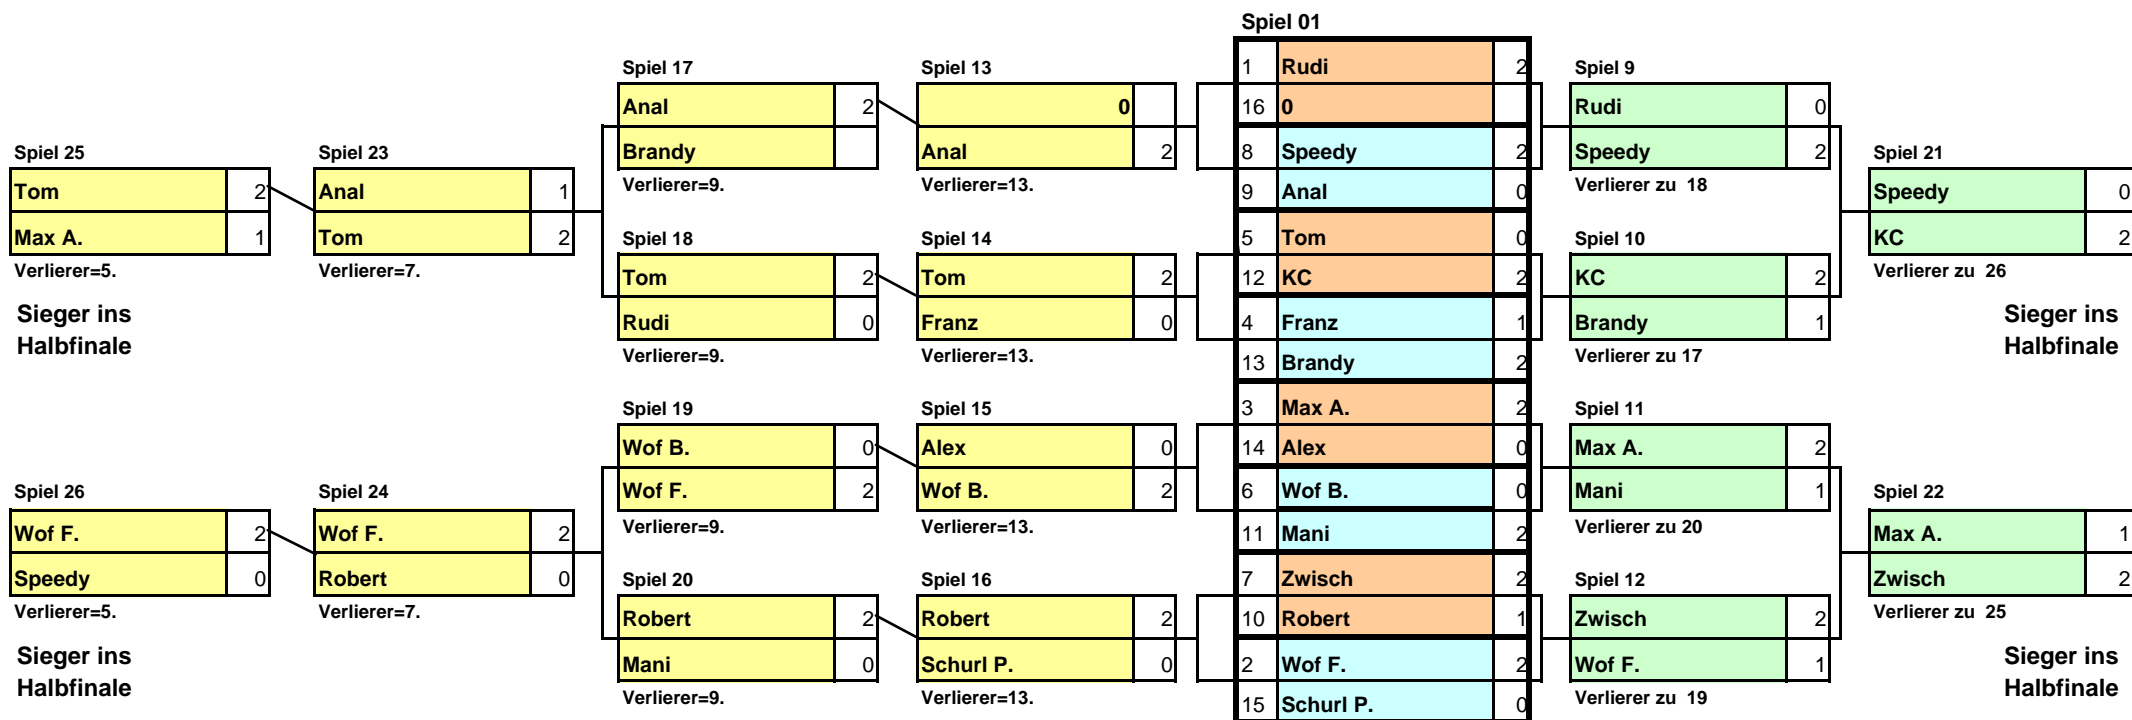 Spiel 01
1 Rudi 2
Spiel 17 Spiel 13 Spiel 9
Anal 2 0 16 0 Rudi 0
Spiel 25 Spiel 23 Brandy Anal 2 8 Speedy 2 Speedy 2 Spiel 21
Tom 2 Anal 1 Verlierer=9. Verlierer=13. 9 Anal 0 Verlierer zu 18 Speedy 0
Max A. 1 Tom 2 Spiel 18 Spiel 14 5 Tom 0 Spiel 10 KC 2
Verlierer=5. Verlierer=7. Tom 2 Tom 2 12 KC 2 KC 2 Verlierer zu 26
Sieger ins Rudi 0 Franz 0 4 Franz 1 Brandy 1 Sieger ins
Halbfinale Verlierer=9. Verlierer=13. 13 Brandy 2 Verlierer zu 17 Halbfinale
Spiel 19 Spiel 15 3 Max A. 2 Spiel 11
Wof B. 0 Alex 0 14 Alex 0 Max A. 2
Spiel 26 Spiel 24 Wof F. 2 Wof B. 2 6 Wof B. 0 Mani 1 Spiel 22
Wof F. 2 Wof F. 2 Verlierer=9. Verlierer=13. 11 Mani 2 Verlierer zu 20 Max A. 1
Speedy 0 Robert 0 Spiel 20 Spiel 16 7 Zwisch 2 Spiel 12 Zwisch 2
Verlierer=5. Verlierer=7. Robert 2 Robert 2 10 Robert 1 Zwisch 2 Verlierer zu 25
Sieger ins Mani 0 Schurl P. 0 2 Wof F. 2 Wof F. 1 Sieger ins
Halbfinale Verlierer=9. Verlierer=13. 15 Schurl P. 0 Verlierer zu 19 Halbfinale